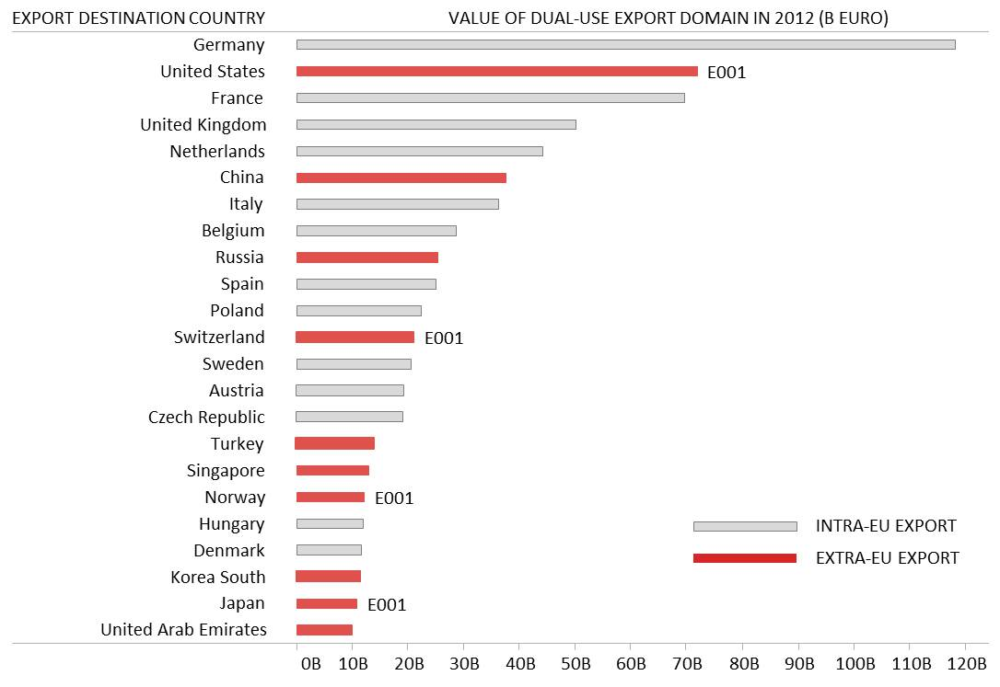 EXPORT DESTINATION COUNTRY VALUE OF DUAL-USE EXPORT DOMAIN IN 2012 (B EURO)
Germany
United States E001
France
United Kingdom
Netherlands
China
Italy
Belgium
Russia
Spain
Poland
Switzerland E001
Sweden
Austria
Czech Republic
Turkey
Singapore
Norway E001
Hungary INTRA-EU EXPORT
Denmark EXTRA-EU EXPORT
Korea South
Japan E001
United Arab Emirates
0B 10B 20B 30B 40B 50B 60B 70B 80B 90B 100B 110B 120B